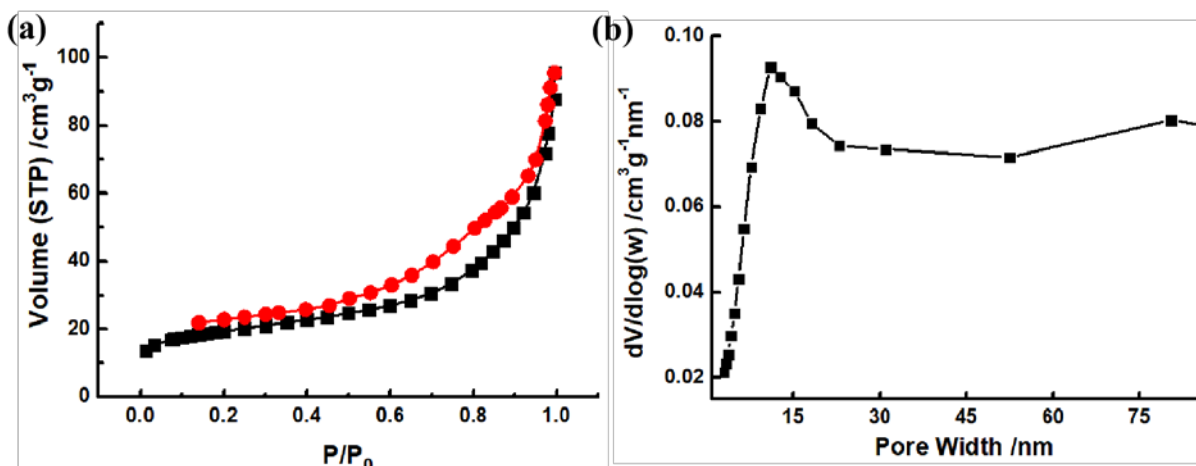 (a)
100
80
60
40
20
0
Volume (STP) /cm³g⁻¹
0.0 0.2 0.4 0.6 0.8 1.0
P/P₀
(b)
0.10
0.08
0.06
0.04
0.02
dV/dlog(w) /cm³g⁻¹nm⁻¹
15 30 45 60 75
Pore Width /nm